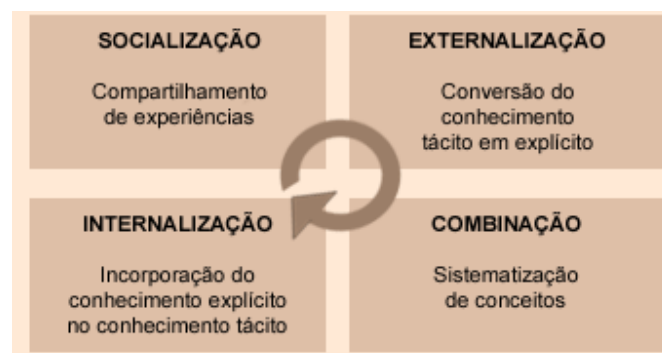 SOCIALIZAÇÃO
Compartilhamento
de experiências
EXTERNALIZAÇÃO
Conversão do
conhecimento
tácito em explícito
INTERNALIZAÇÃO
Incorporação do
conhecimento explícito
no conhecimento tácito
COMBINAÇÃO
Sistematização
de conceitos